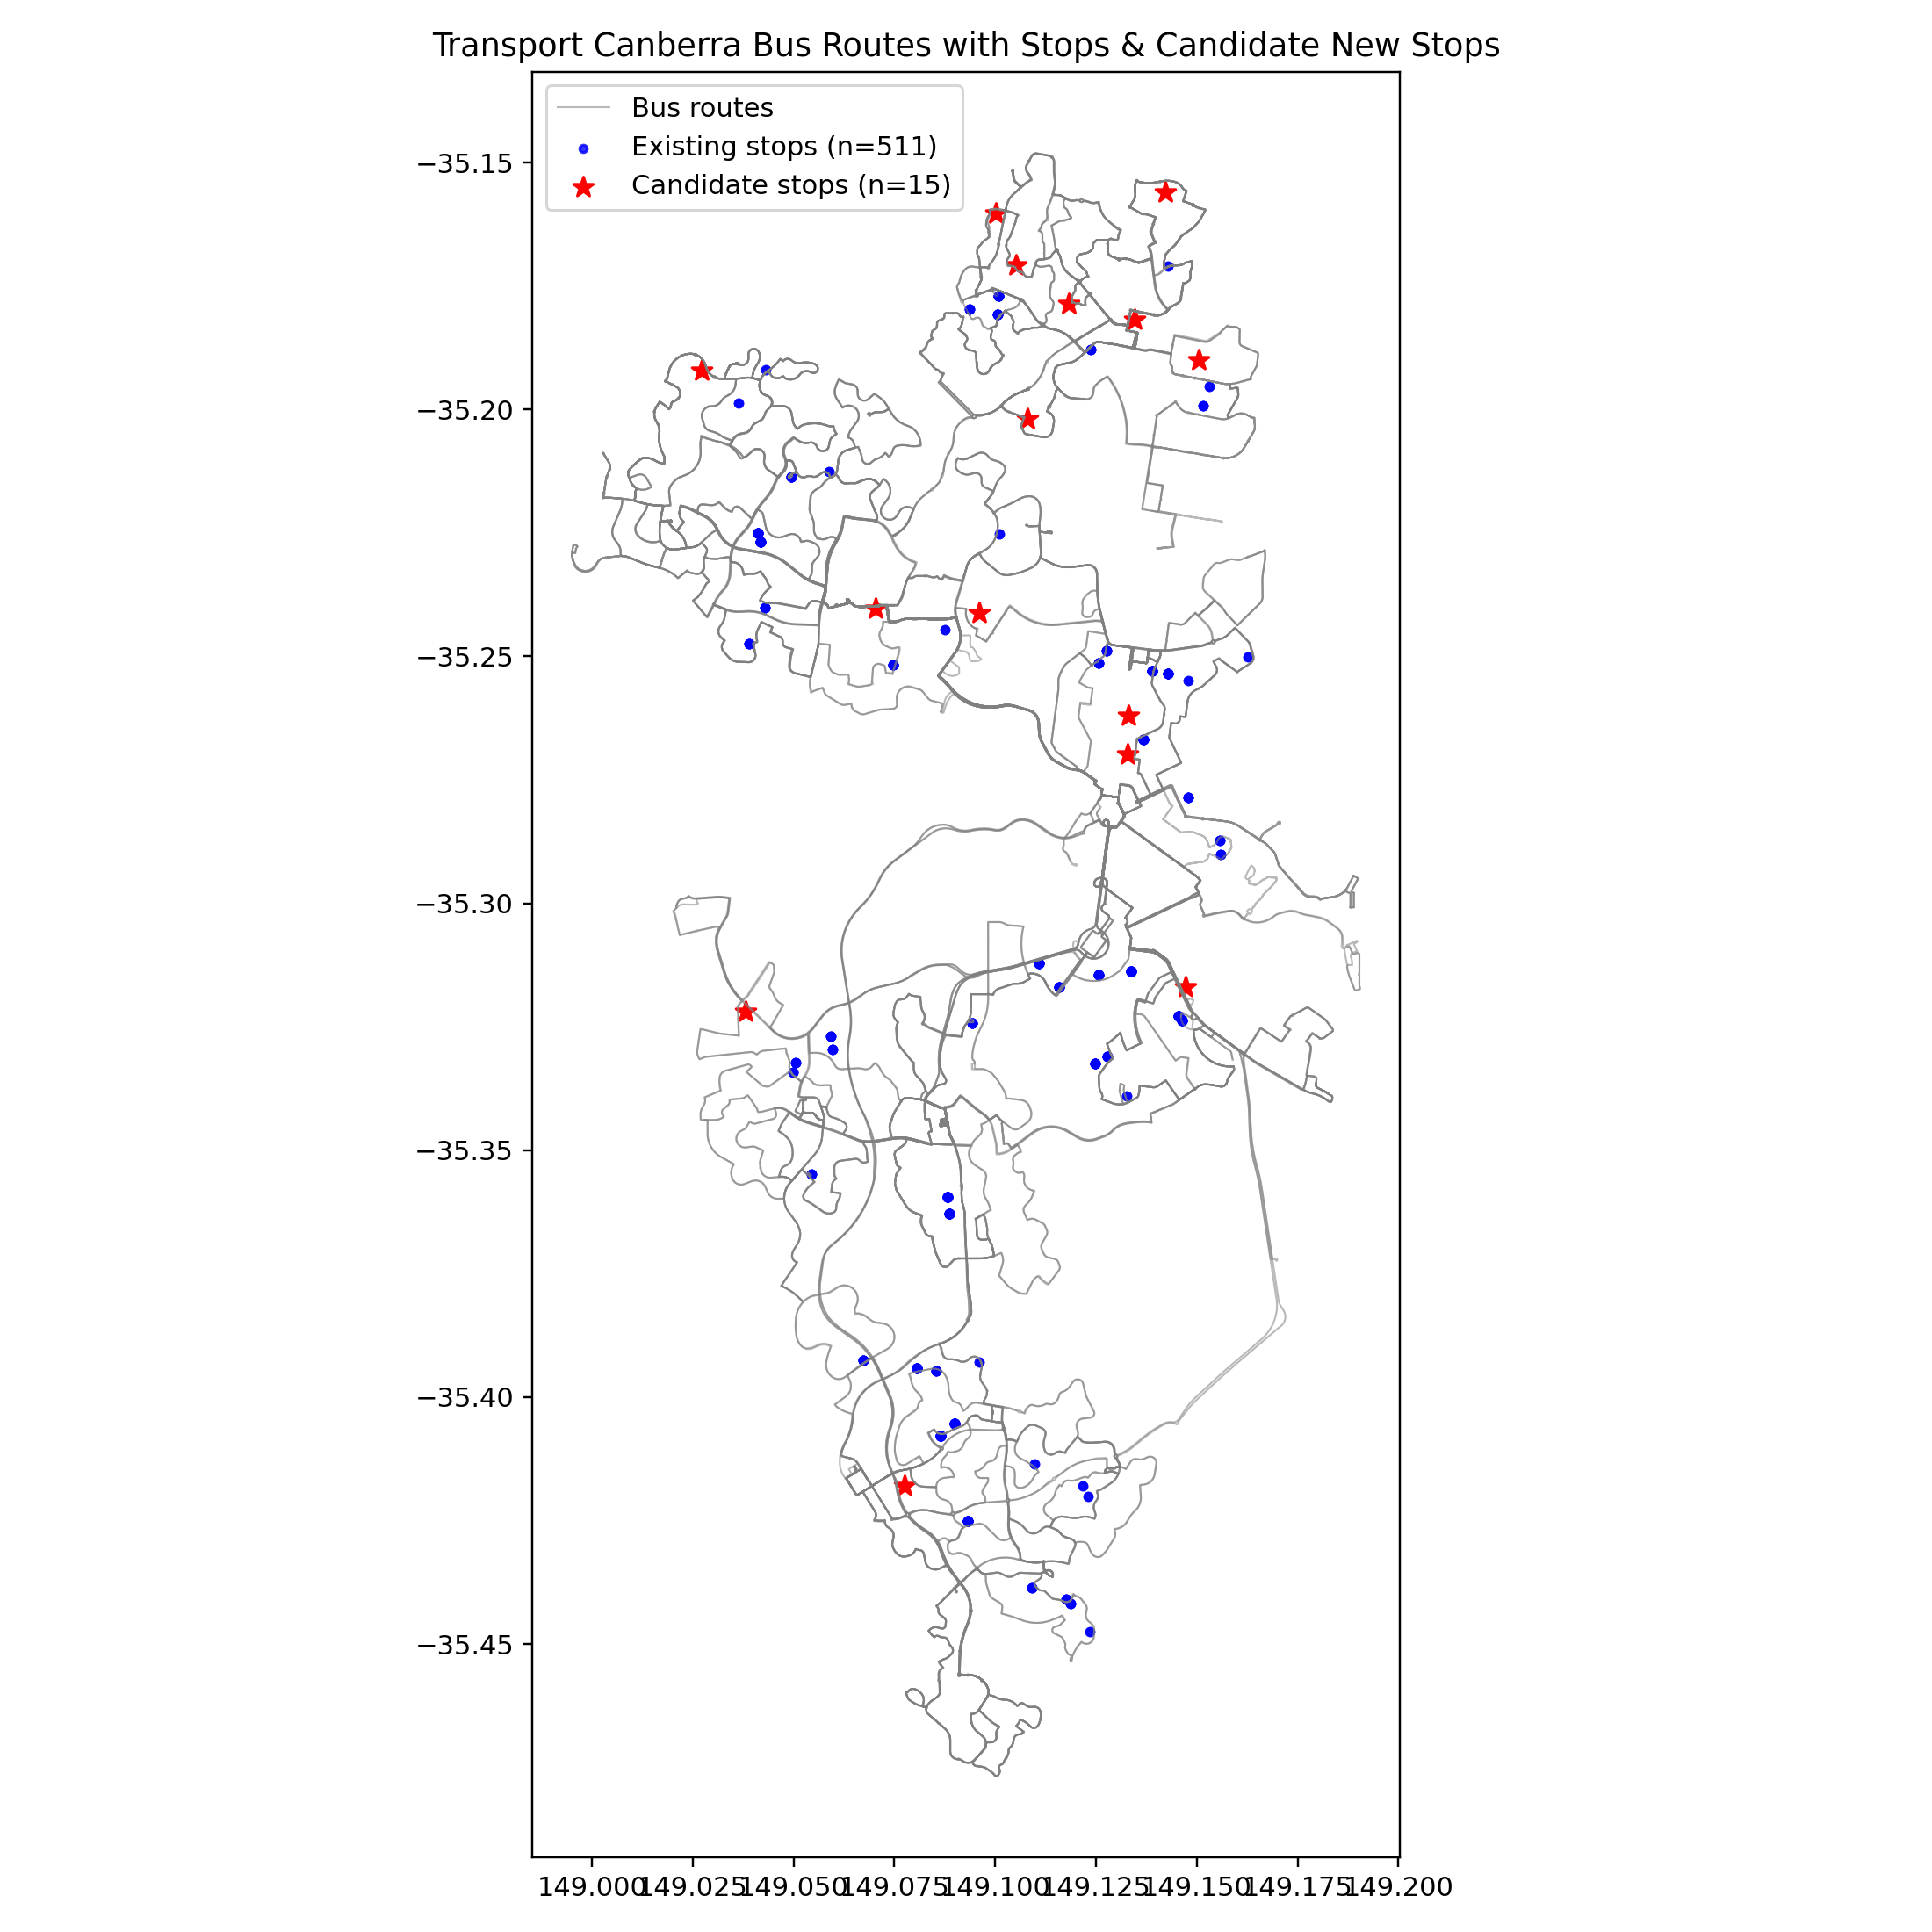 Transport Canberra Bus Routes with Stops & Candidate New Stops
Bus routes
Existing stops (n=511)
Candidate stops (n=15)
−35.15
−35.20
−35.25
−35.30
−35.35
−35.40
−35.45
149.000 149.025 149.050 149.075 149.100 149.125 149.150 149.175 149.200